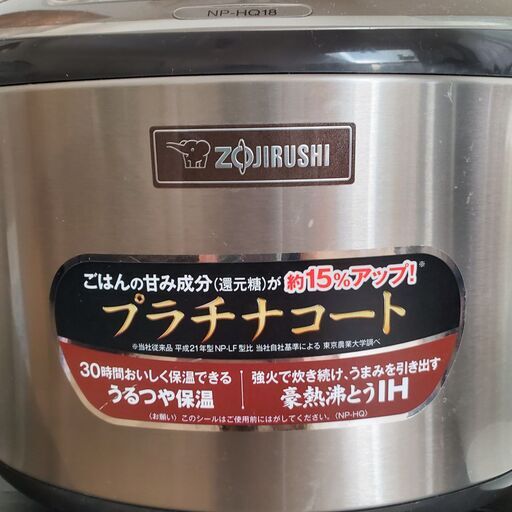 NP-HQ18
ZOJIRUSHI
ごはんの甘み成分(還元糖)が 約15%アップ!※
プラチナコート
※当社従来品 平成21年型 NP-LF型比 当社自社基準による 東京農業大学調べ
30時間おいしく保温できる
うるつや保温
強火で炊き続け、うまみを引き出す
豪熱沸とうIH
〈お願い〉このシールはご使用前にはがしてください。〈NP-HQ〉